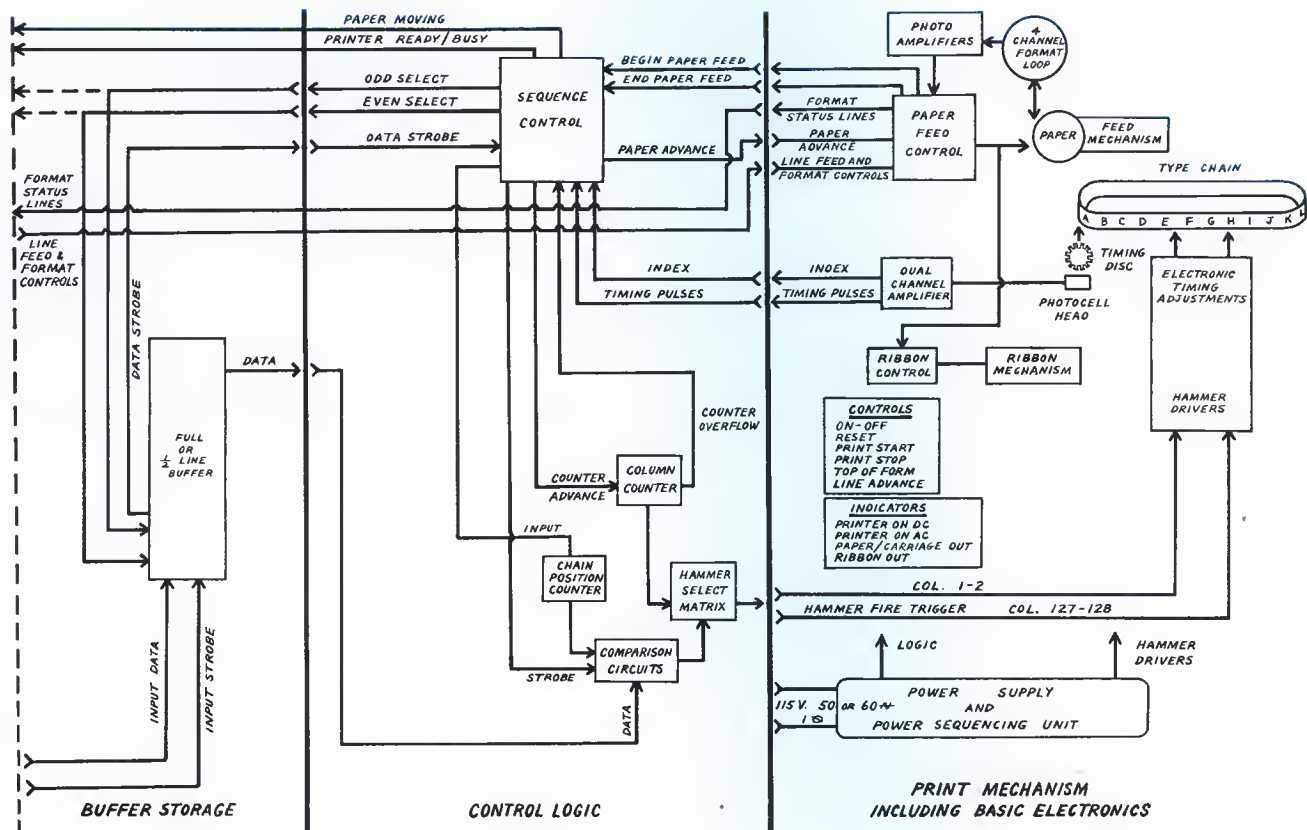 PAPER MOVING
PRINTER READY/BUSY
ODD SELECT
EVEN SELECT
DATA STROBE
FORMAT
STATUS
LINES
LINE
FEED &
FORMAT
CONTROLS
DATA STROBE
FULL
OR
½ LINE
BUFFER
DATA
INPUT DATA
INPUT STROBE
BUFFER STORAGE
SEQUENCE
CONTROL
BEGIN PAPER FEED
END PAPER FEED
PAPER ADVANCE
INDEX
TIMING PULSES
COUNTER
OVERFLOW
COUNTER
ADVANCE
COLUMN
COUNTER
INPUT
CHAIN
POSITION
COUNTER
HAMMER
SELECT
MATRIX
COMPARISON
CIRCUITS
STROBE
DATA
CONTROL LOGIC
PHOTO
AMPLIFIERS
4
CHANNEL
FORMAT
LOOP
FORMAT
STATUS LINES
PAPER
ADVANCE
LINE FEED AND
FORMAT CONTROLS
PAPER
FEED
CONTROL
PAPER
FEED MECHANISM
TYPE CHAIN
A B C D E F G H I J K L
TIMING
DISC
PHOTOCELL
HEAD
INDEX
TIMING PULSES
DUAL
CHANNEL
AMPLIFIER
ELECTRONIC
TIMING
ADJUSTMENTS
HAMMER
DRIVERS
RIBBON
CONTROL
RIBBON
MECHANISM
CONTROLS
ON-OFF
RESET
PRINT START
PRINT STOP
TOP OF FORM
LINE ADVANCE
INDICATORS
PRINTER ON DC
PRINTER ON AC
PAPER/CARRIAGE OUT
RIBBON OUT
COL. 1-2
HAMMER FIRE TRIGGER COL. 127-128
LOGIC
HAMMER
DRIVERS
115V. 50 OR 60~
1Ø
POWER SUPPLY
AND
POWER SEQUENCING UNIT
PRINT MECHANISM
INCLUDING BASIC ELECTRONICS